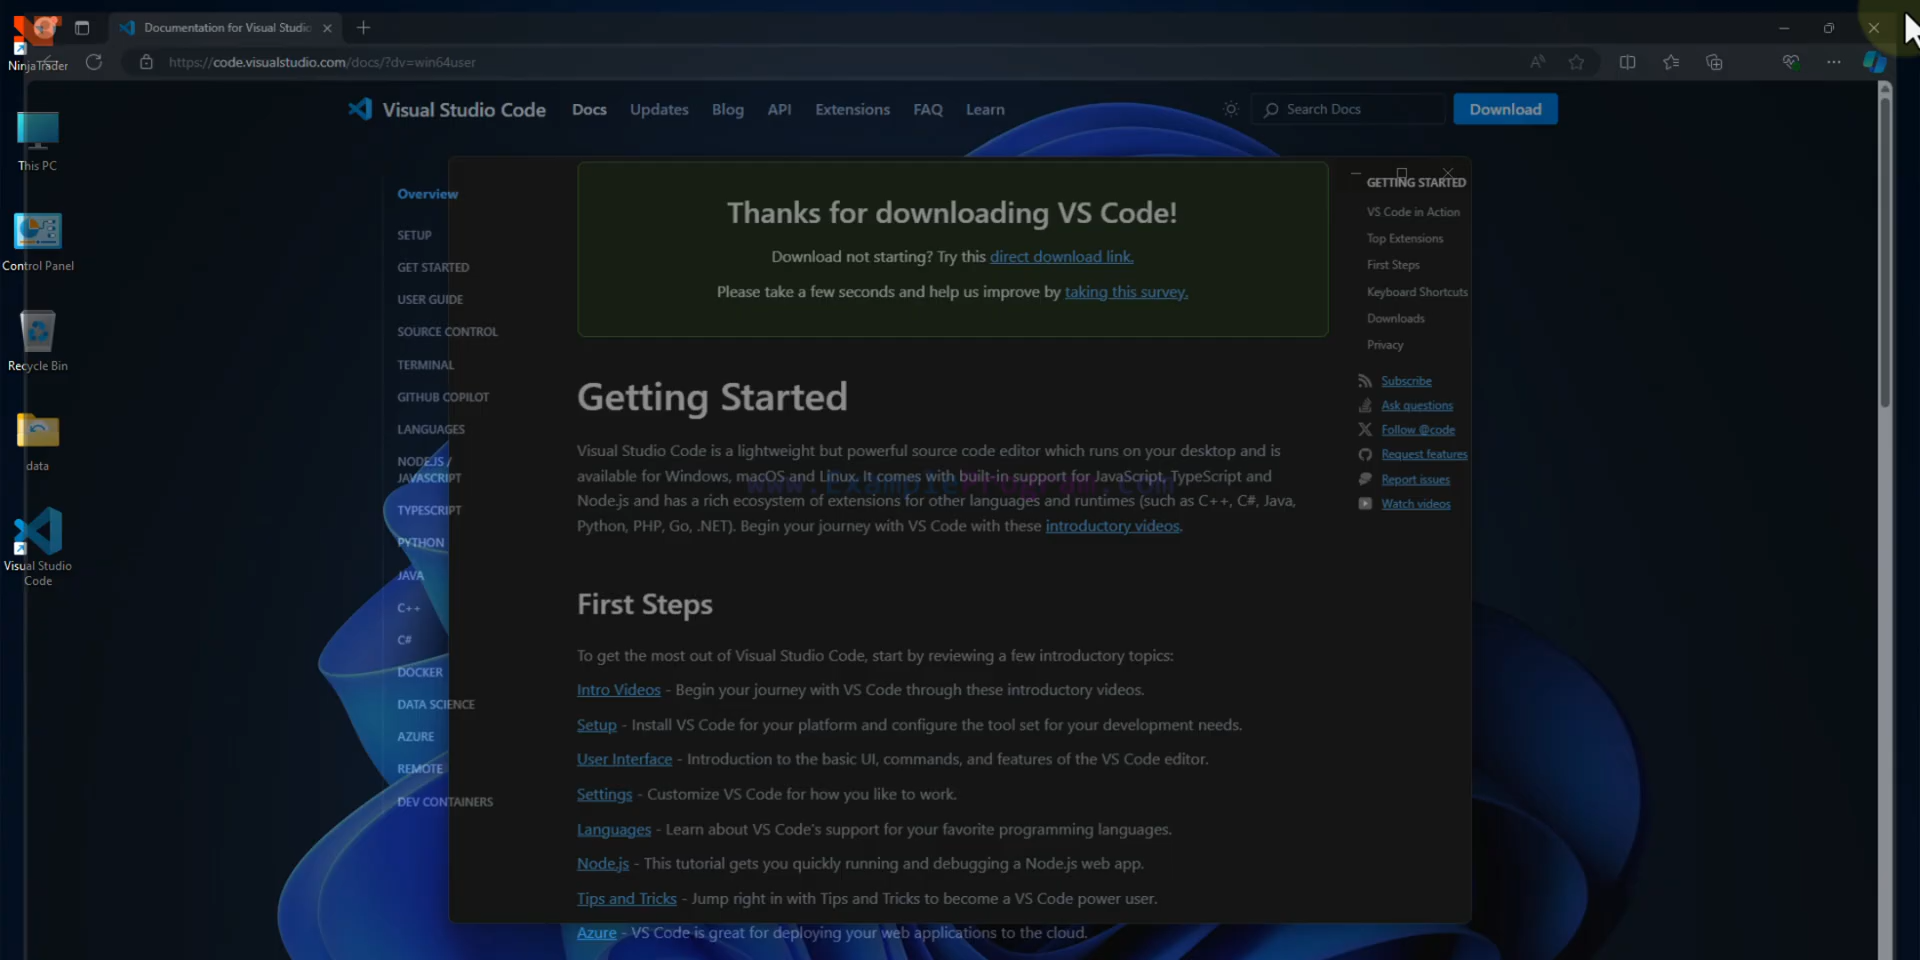 Documentation for Visual Studio
https://code.visualstudio.com/docs/?dv=win64user
NinjaTrader
This PC
Control Panel
Recycle Bin
data
Visual Studio
Code
Visual Studio Code
Docs
Updates
Blog
API
Extensions
FAQ
Learn
Search Docs
Download
Overview
SETUP
GET STARTED
USER GUIDE
SOURCE CONTROL
TERMINAL
GITHUB COPILOT
LANGUAGES
NODE.JS /
JAVASCRIPT
TYPESCRIPT
PYTHON
JAVA
C++
C#
DOCKER
DATA SCIENCE
AZURE
REMOTE
DEV CONTAINERS
Thanks for downloading VS Code!
Download not starting? Try this direct download link.
Please take a few seconds and help us improve by taking this survey.
Getting Started
Visual Studio Code is a lightweight but powerful source code editor which runs on your desktop and is
available for Windows, macOS and Linux. It comes with built-in support for JavaScript, TypeScript and
Node.js and has a rich ecosystem of extensions for other languages and runtimes (such as C++, C#, Java,
Python, PHP, Go, .NET). Begin your journey with VS Code with these introductory videos.
www.ExampleProgram.com
First Steps
To get the most out of Visual Studio Code, start by reviewing a few introductory topics:
Intro Videos - Begin your journey with VS Code through these introductory videos.
Setup - Install VS Code for your platform and configure the tool set for your development needs.
User Interface - Introduction to the basic UI, commands, and features of the VS Code editor.
Settings - Customize VS Code for how you like to work.
Languages - Learn about VS Code's support for your favorite programming languages.
Node.js - This tutorial gets you quickly running and debugging a Node.js web app.
Tips and Tricks - Jump right in with Tips and Tricks to become a VS Code power user.
Azure - VS Code is great for deploying your web applications to the cloud.
GETTING STARTED
VS Code in Action
Top Extensions
First Steps
Keyboard Shortcuts
Downloads
Privacy
Subscribe
Ask questions
Follow @code
Request features
Report issues
Watch videos